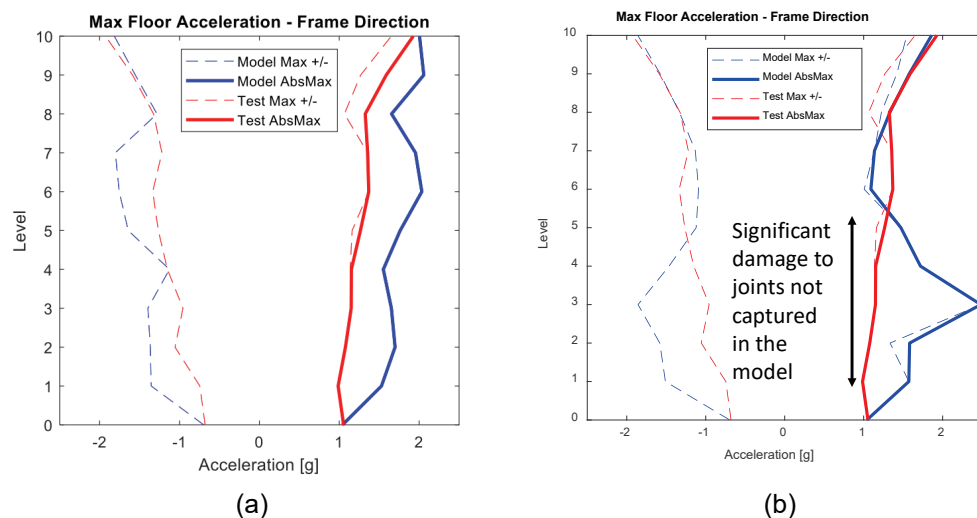 Max Floor Acceleration - Frame Direction
10
9
8
7
6
5
4
3
2
1
0
Level
Model Max +/-
Model AbsMax
Test Max +/-
Test AbsMax
-2 -1 0 1 2
Acceleration [g]
(a)
Max Floor Acceleration - Frame Direction
10
9
8
7
6
5
4
3
2
1
0
Level
Model Max +/-
Model AbsMax
Test Max +/-
Test AbsMax
Significant
damage to
joints not
captured
in the
model
-2 -1 0 1 2
Acceleration [g]
(b)